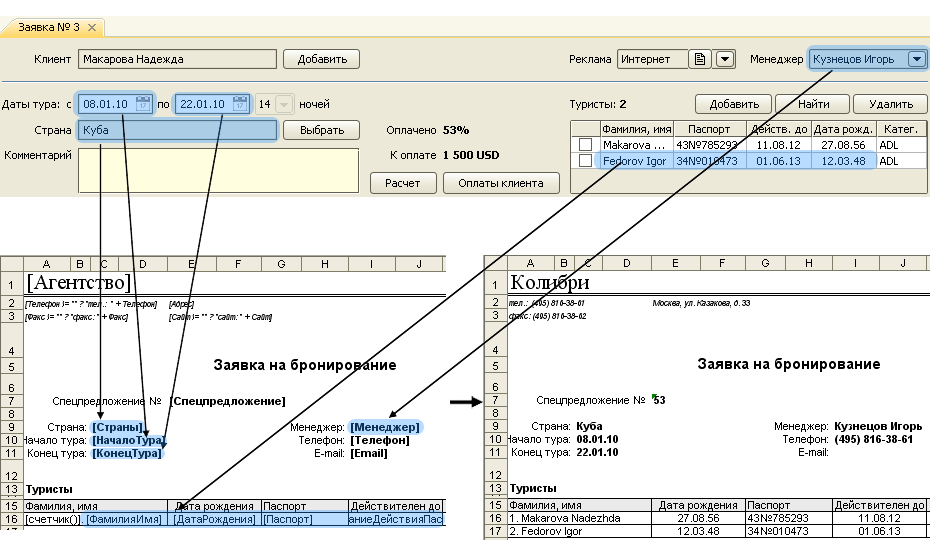 Заявка № 3
Клиент Макарова Надежда Добавить Реклама Интернет Менеджер Кузнецов Игорь
Даты тура: с 08.01.10 по 22.01.10 14 ночей Туристы: 2 Добавить Найти Удалить
Страна Куба Выбрать Оплачено 53%
Комментарий К оплате 1 500 USD
Расчет Оплаты клиента
Фамилия, имя Паспорт Действ. до Дата рожд. Катег.
Makarova ... 43№785293 11.08.12 27.08.56 ADL
Fedorov Igor 34№010473 01.06.13 12.03.48 ADL
A B C D E F G H I J
1 [Агентство]
2 [Телефон != "" ? "тел.: " + Телефон] [Адрес]
3 [Факс != "" ? "факс: " + Факс] [Сайт != "" ? "сайт: " + Сайт]
4
5 Заявка на бронирование
6
7 Спецпредложение № [Спецпредложение]
8
9 Страна: [Страны] Менеджер: [Менеджер]
10 Начало тура: [НачалоТура] Телефон: [Телефон]
11 Конец тура: [КонецТура] E-mail: [Email]
12
13 Туристы
15 Фамилия, имя Дата рождения Паспорт Действителен до
16 [счетчик()]. [ФамилияИмя] [ДатаРождения] [Паспорт] аниеДействияПас
A B C D E F G H I J
1 Колибри
2 тел.: (495) 816-38-61 Москва, ул. Казакова, д. 33
3 факс: (495) 816-38-62
4
5 Заявка на бронирование
6
7 Спецпредложение № 53
8
9 Страна: Куба Менеджер: Кузнецов Игорь
10 Начало тура: 08.01.10 Телефон: (495) 816-38-61
11 Конец тура: 22.01.10 E-mail:
12
13 Туристы
15 Фамилия, имя Дата рождения Паспорт Действителен до
16 1. Makarova Nadezhda 27.08.56 43№785293 11.08.12
17 2. Fedorov Igor 12.03.48 34№010473 01.06.13